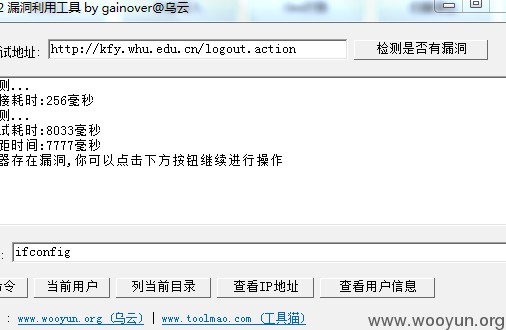 2 漏洞利用工具 by gainover@乌云
试地址: http://kfy.whu.edu.cn/logout.action 检测是否有漏洞
则...
接耗时:256毫秒
则...
试耗时:8033毫秒
距时间:7777毫秒
器存在漏洞,你可以点击下方按钮继续进行操作
: ifconfig
命令 当前用户 列当前目录 查看IP地址 查看用户信息
: www.wooyun.org (乌云) | www.toolmao.com (工具猫)
www.wooyun.org